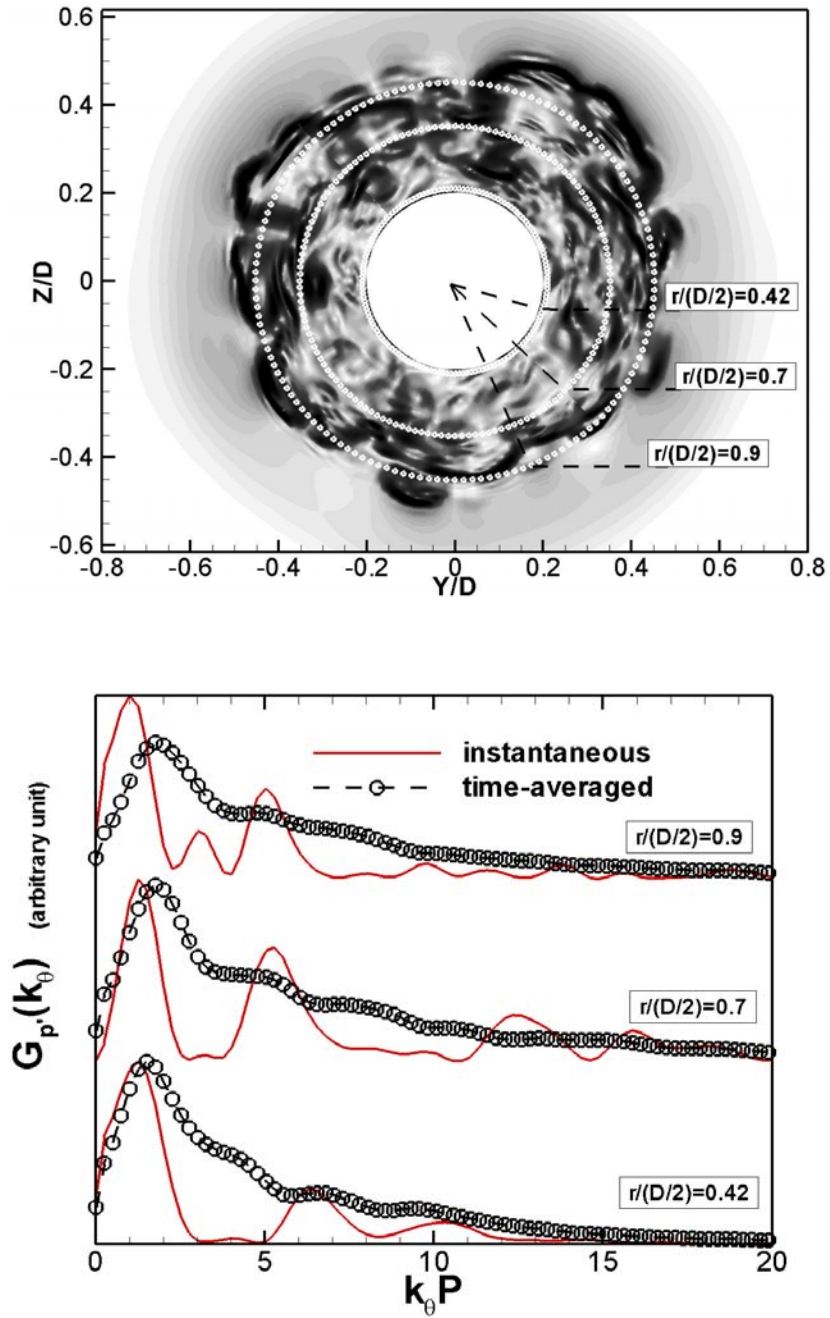 0.6
0.4
0.2
0
-0.2
-0.4
-0.6
Z/D
-0.8
-0.6
-0.4
-0.2
0
0.2
0.4
0.6
0.8
Y/D
r/(D/2)=0.42
r/(D/2)=0.7
r/(D/2)=0.9
instantaneous
time-averaged
r/(D/2)=0.9
r/(D/2)=0.7
r/(D/2)=0.42
Gp'(kθ) (arbitrary unit)
0
5
10
15
20
kθP